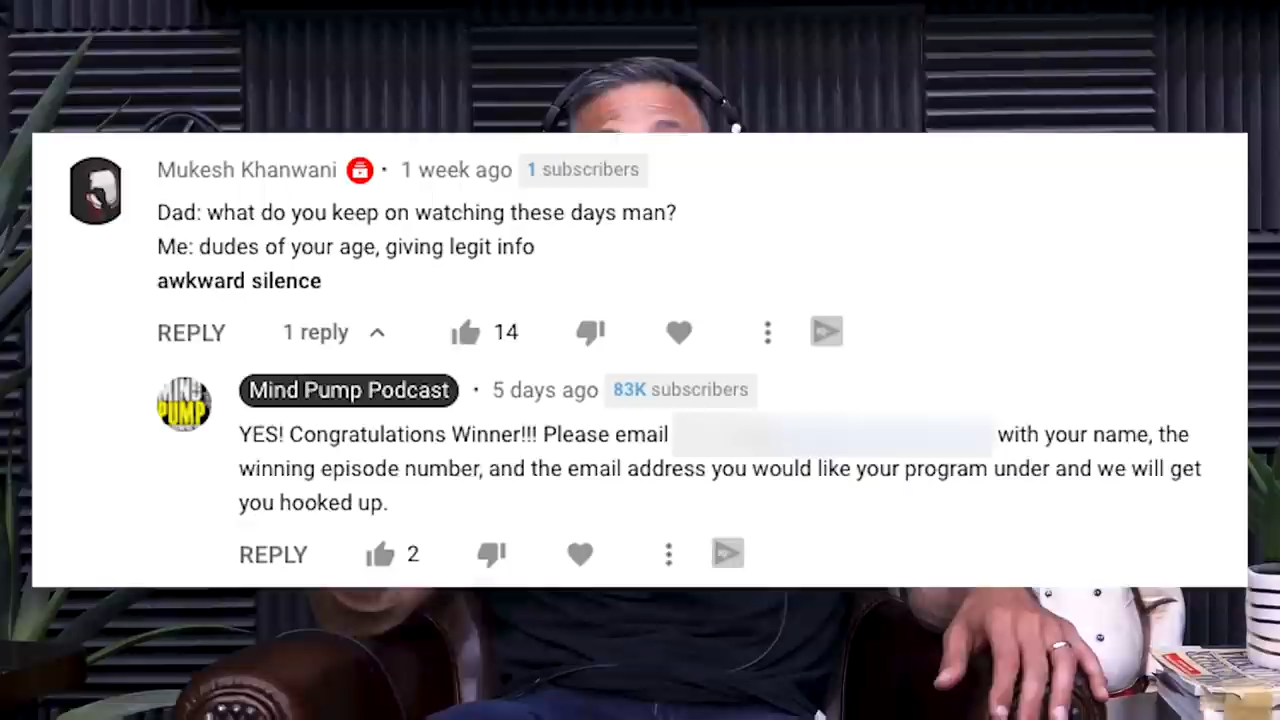 Mukesh Khanwani · 1 week ago 1 subscribers
Dad: what do you keep on watching these days man?
Me: dudes of your age, giving legit info
awkward silence
REPLY 1 reply 14
MIND PUMP
Mind Pump Podcast · 5 days ago 83K subscribers
YES! Congratulations Winner!!! Please email with your name, the
winning episode number, and the email address you would like your program under and we will get
you hooked up.
REPLY 2